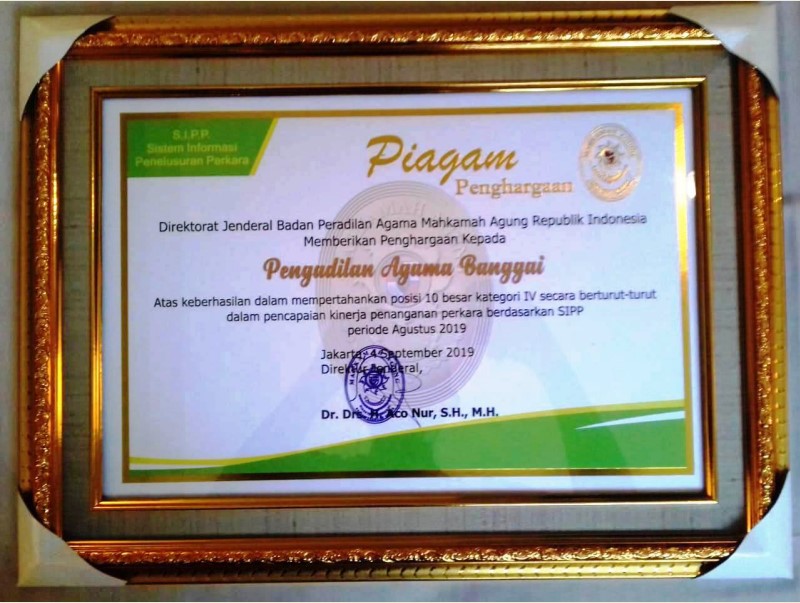 S.I.P.P.
Sistem Informasi
Penelusuran Perkara
Piagam
Penghargaan
Direktorat Jenderal Badan Peradilan Agama Mahkamah Agung Republik Indonesia
Memberikan Penghargaan Kepada
Pengadilan Agama Banggai
Atas keberhasilan dalam mempertahankan posisi 10 besar kategori IV secara berturut-turut
dalam pencapaian kinerja penanganan perkara berdasarkan SIPP
periode Agustus 2019
Jakarta, 4 September 2019
Direktur Jenderal,
Dr. Drs. H. Aco Nur, S.H., M.H.